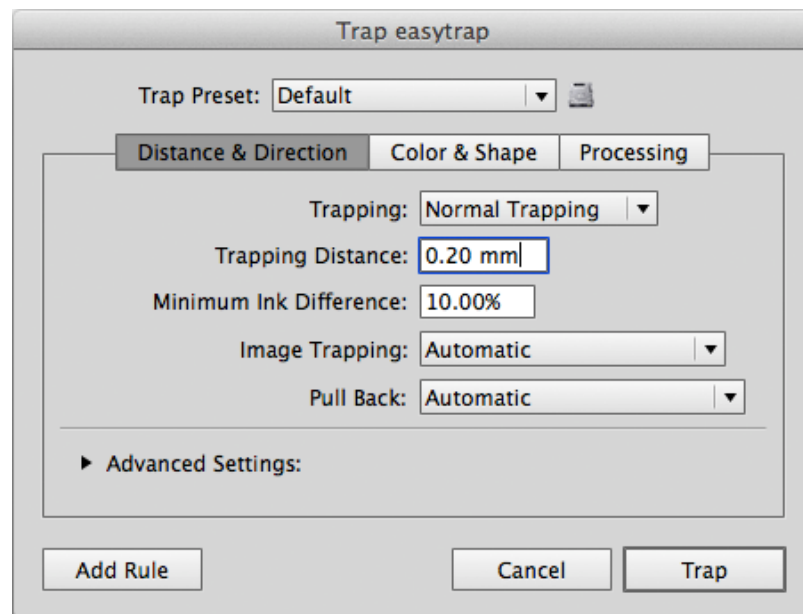 Trap easytrap
Trap Preset: Default
Distance & Direction Color & Shape Processing
Trapping: Normal Trapping
Trapping Distance: 0.20 mm
Minimum Ink Difference: 10.00%
Image Trapping: Automatic
Pull Back: Automatic
Advanced Settings:
Add Rule Cancel Trap